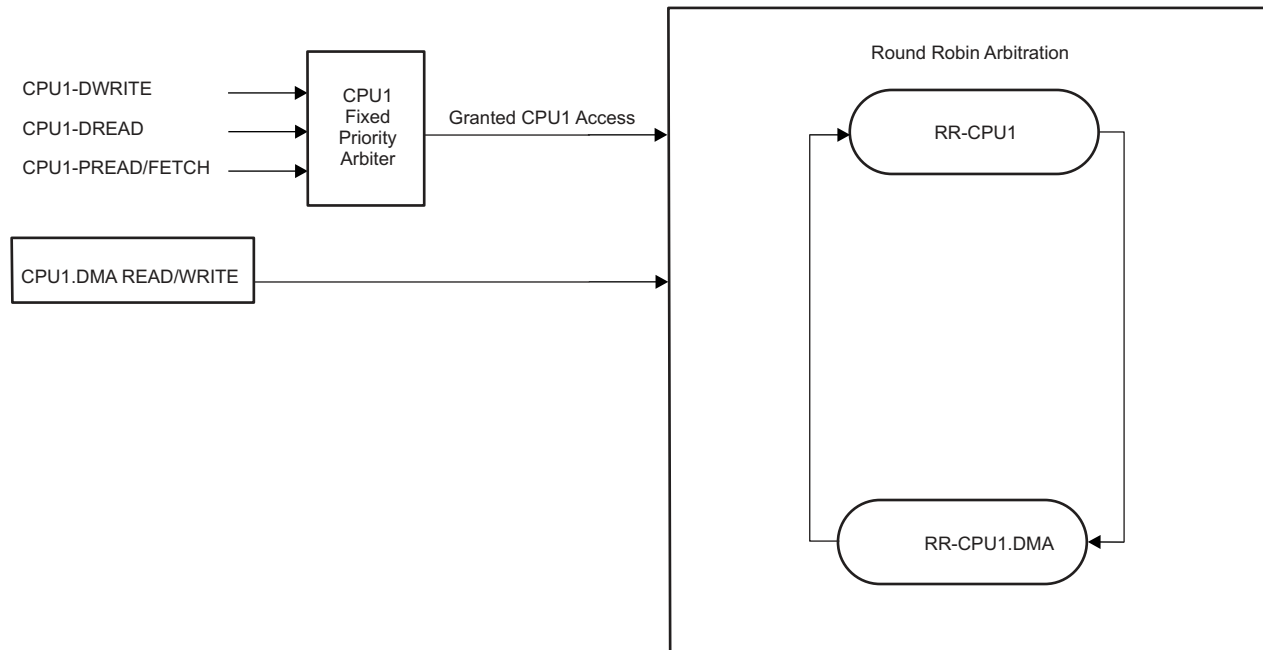 Round Robin Arbitration
CPU1-DWRITE
CPU1-DREAD
CPU1-PREAD/FETCH
CPU1
Fixed
Priority
Arbiter
Granted CPU1 Access
RR-CPU1
CPU1.DMA READ/WRITE
RR-CPU1.DMA